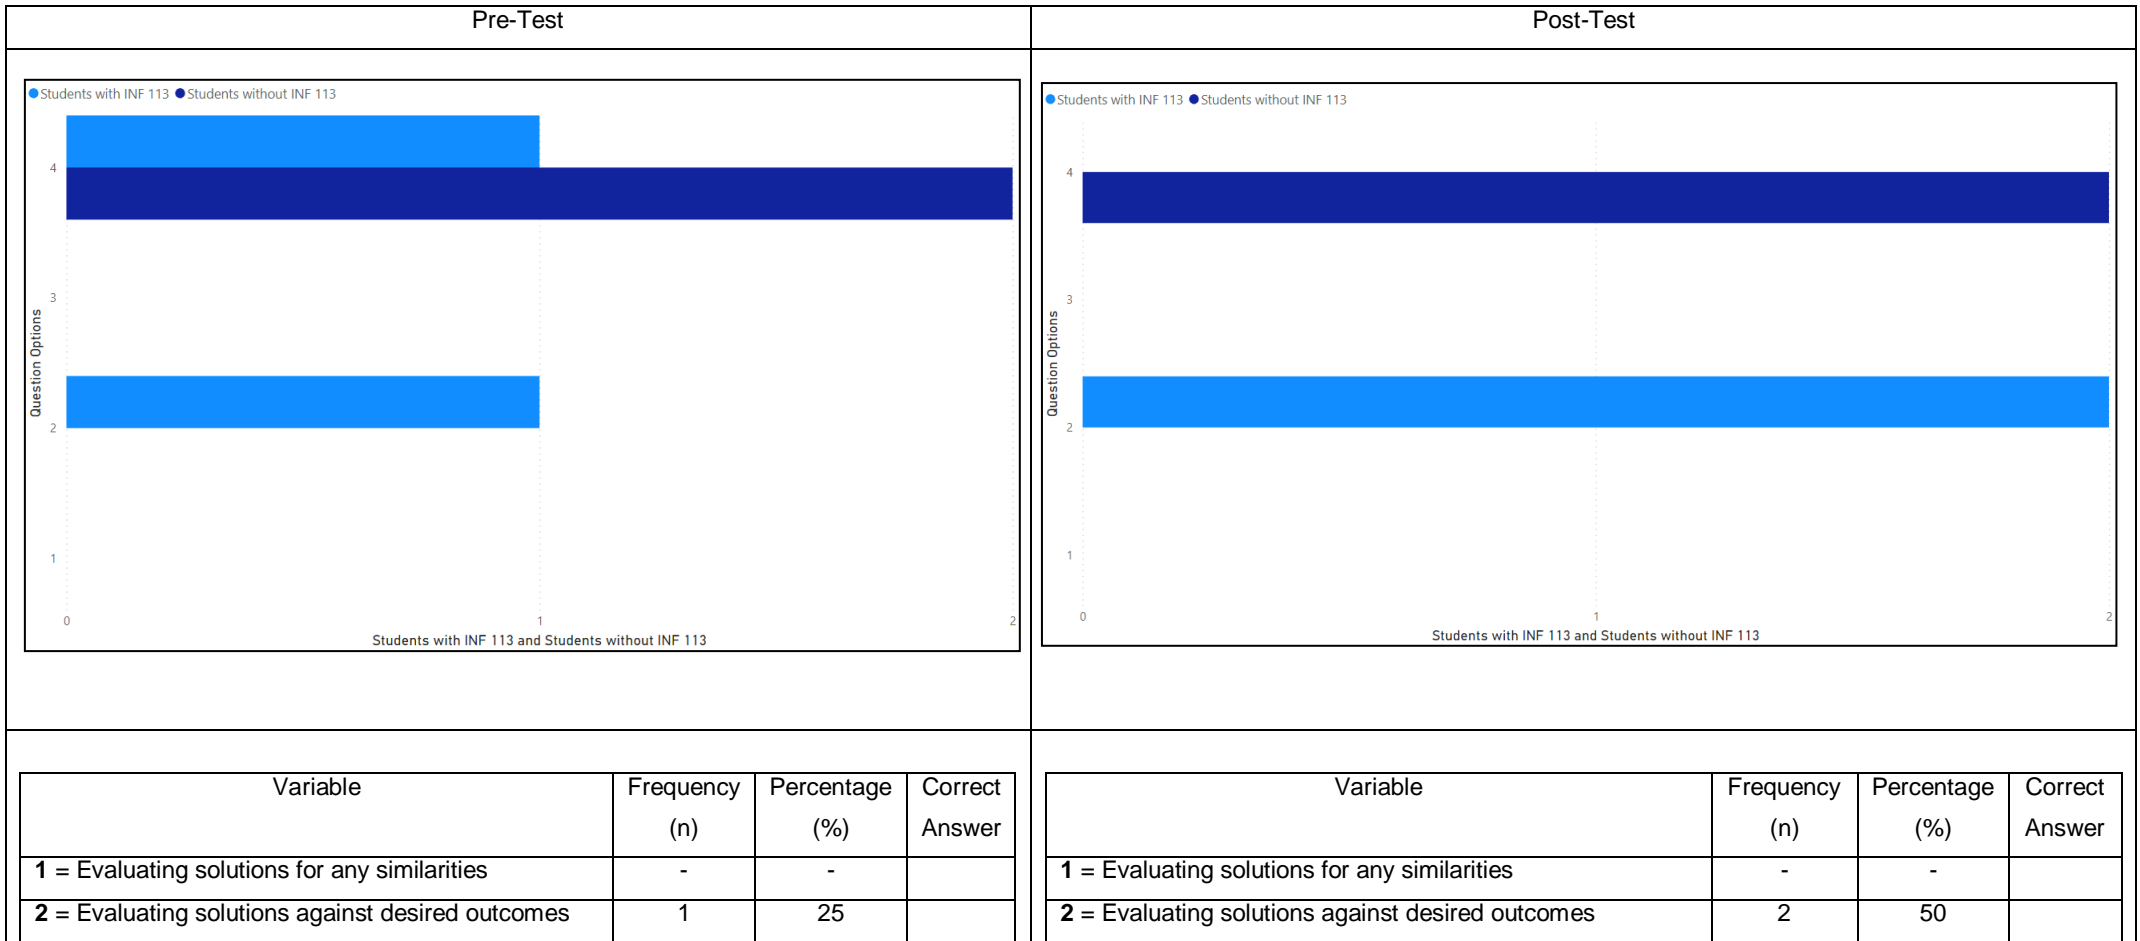 Pre-Test
Post-Test
Students with INF 113 Students without INF 113
4
3
2
1
Question Options
0 1 2
Students with INF 113 and Students without INF 113
Students with INF 113 Students without INF 113
4
3
2
1
Question Options
0 1 2
Students with INF 113 and Students without INF 113
Variable Frequency Percentage Correct
(n) (%) Answer
1 = Evaluating solutions for any similarities - -
2 = Evaluating solutions against desired outcomes 1 25
Variable Frequency Percentage Correct
(n) (%) Answer
1 = Evaluating solutions for any similarities - -
2 = Evaluating solutions against desired outcomes 2 50